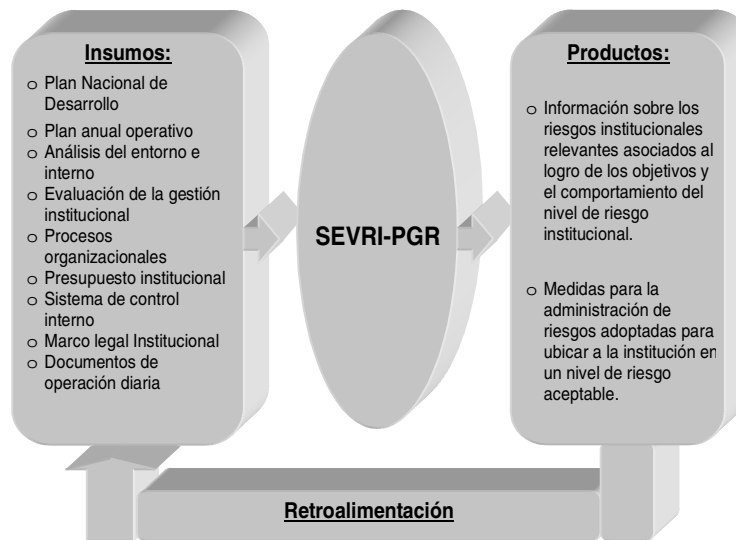 Insumos:
o Plan Nacional de
Desarrollo
o Plan anual operativo
o Análisis del entorno e
interno
o Evaluación de la gestión
institucional
o Procesos
organizacionales
o Presupuesto institucional
o Sistema de control
interno
o Marco legal Institucional
o Documentos de
operación diaria
SEVRI-PGR
Productos:
o Información sobre los
riesgos institucionales
relevantes asociados al
logro de los objetivos y
el comportamiento del
nivel de riesgo
institucional.
o Medidas para la
administración de
riesgos adoptadas para
ubicar a la institución en
un nivel de riesgo
aceptable.
Retroalimentación